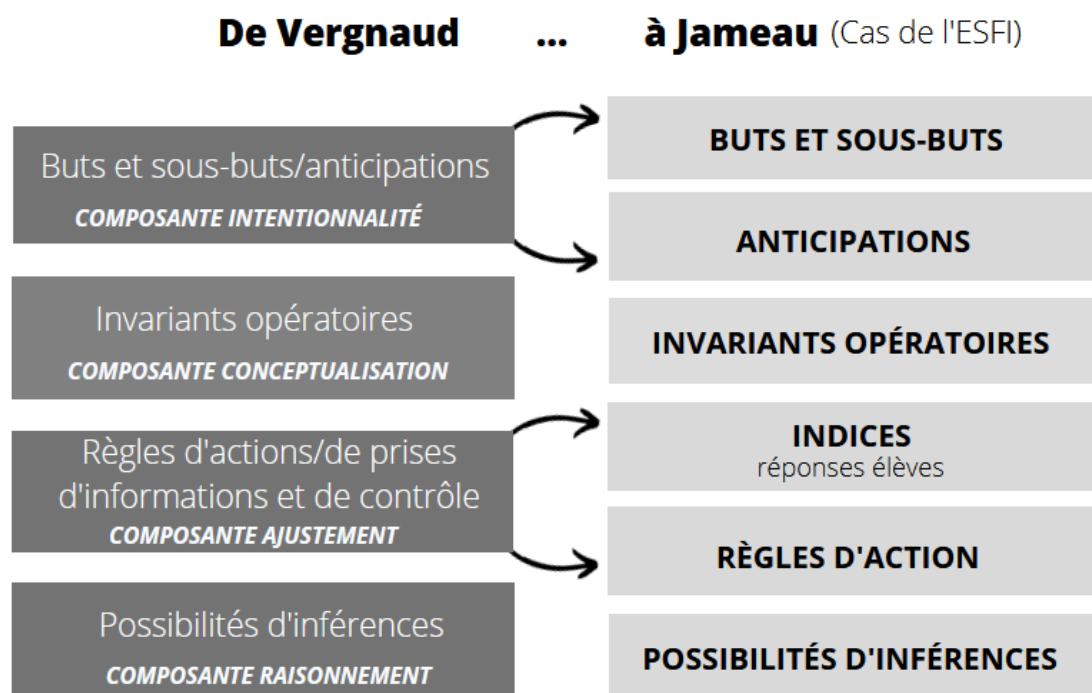 De Vergnaud ... à Jameau (Cas de l'ESFI)
Buts et sous-buts/anticipations
COMPOSANTE INTENTIONNALITÉ
Invariants opératoires
COMPOSANTE CONCEPTUALISATION
Règles d'actions/de prises
d'informations et de contrôle
COMPOSANTE AJUSTEMENT
Possibilités d'inférences
COMPOSANTE RAISONNEMENT
BUTS ET SOUS-BUTS
ANTICIPATIONS
INVARIANTS OPÉRATOIRES
INDICES
réponses élèves
RÈGLES D'ACTION
POSSIBILITÉS D'INFÉRENCES